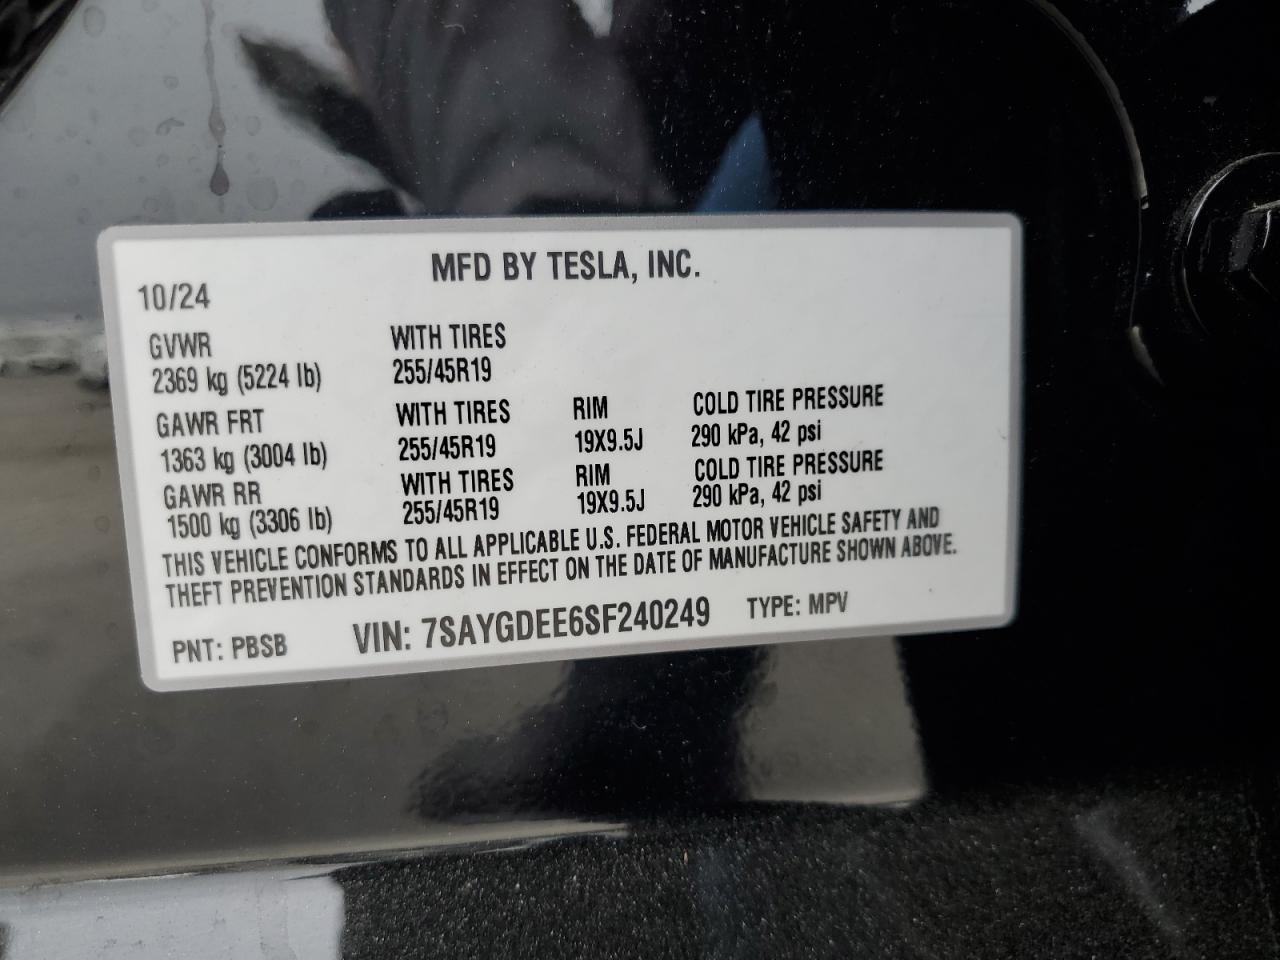 MFD BY TESLA, INC.
10/24
GVWR WITH TIRES
2369 kg (5224 lb) 255/45R19
GAWR FRT WITH TIRES RIM COLD TIRE PRESSURE
1363 kg (3004 lb) 255/45R19 19X9.5J 290 kPa, 42 psi
GAWR RR WITH TIRES RIM COLD TIRE PRESSURE
1500 kg (3306 lb) 255/45R19 19X9.5J 290 kPa, 42 psi
THIS VEHICLE CONFORMS TO ALL APPLICABLE U.S. FEDERAL MOTOR VEHICLE SAFETY AND
THEFT PREVENTION STANDARDS IN EFFECT ON THE DATE OF MANUFACTURE SHOWN ABOVE.
PNT: PBSB VIN: 7SAYGDEE6SF240249 TYPE: MPV